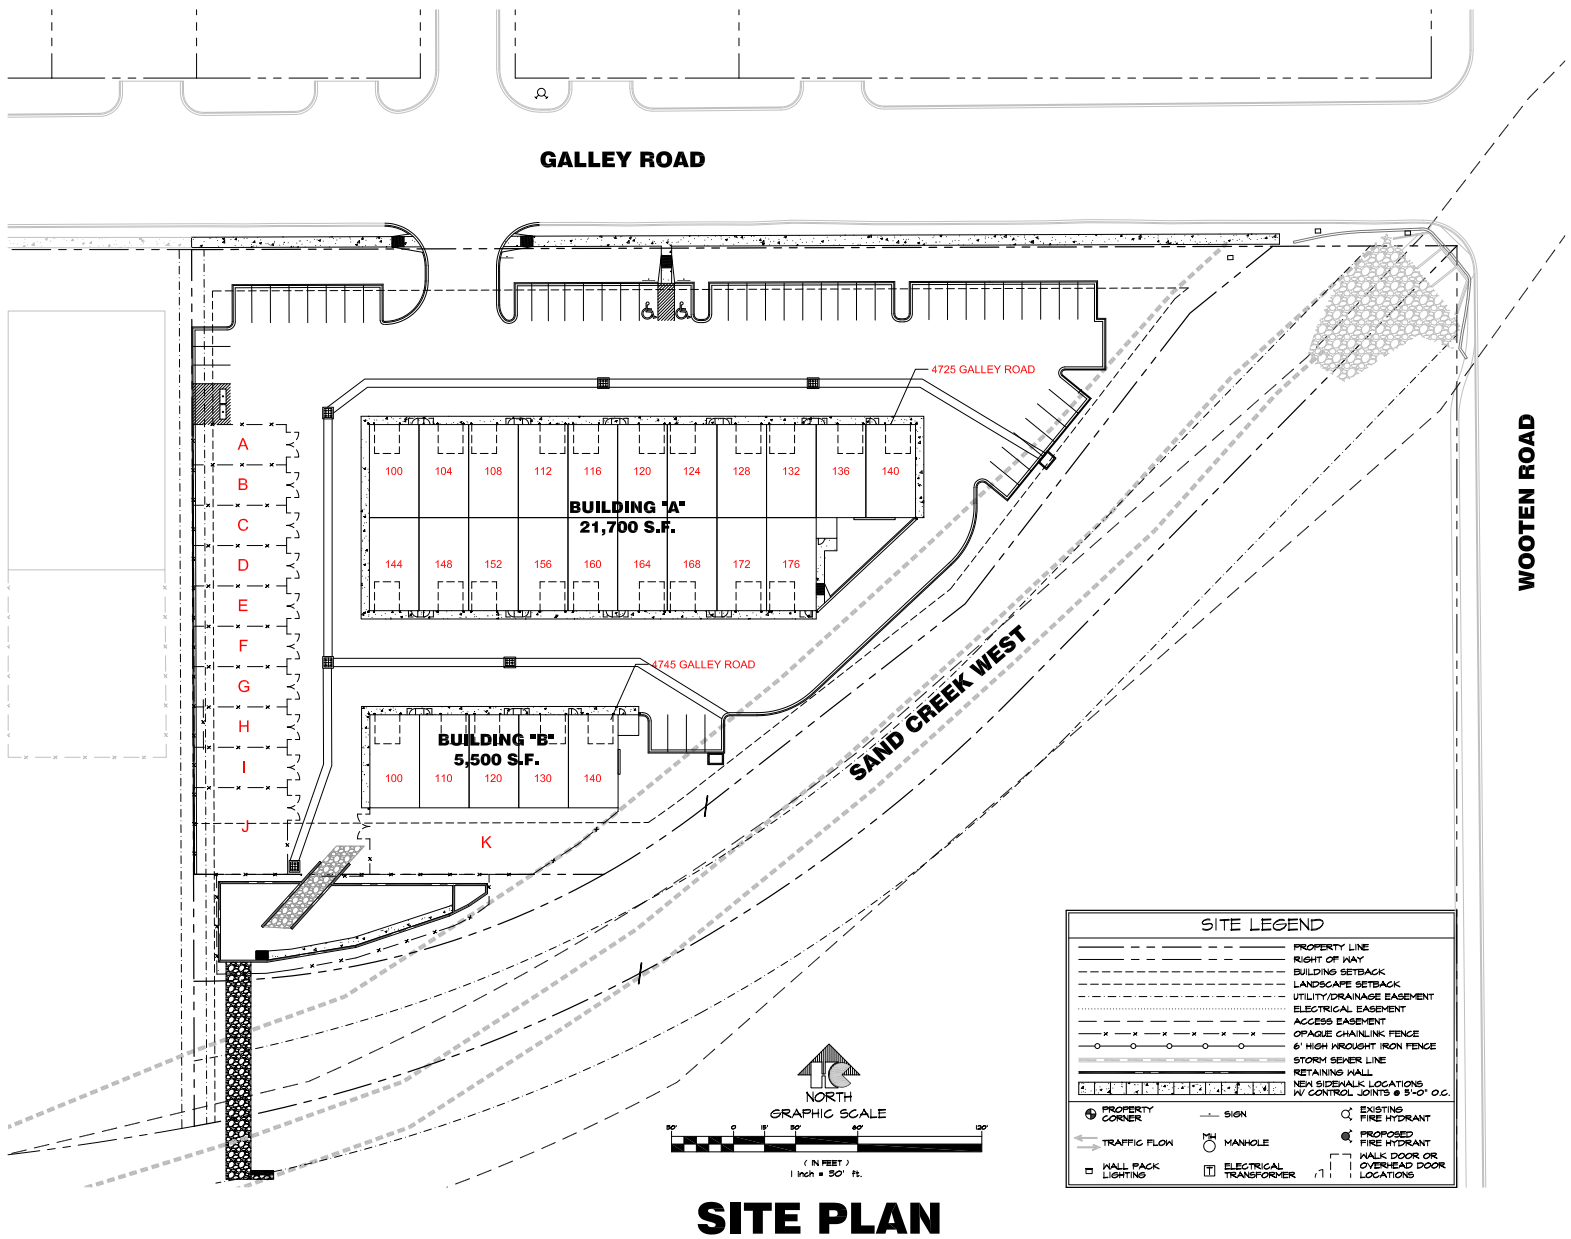 GALLEY ROAD
4725 GALLEY ROAD
A
B
C
D
E
F
G
H
I
J
K
100 104 108 112 116 120 124 128 132 136 140
BUILDING "A"
21,700 S.F.
144 148 152 156 160 164 168 172 176
WOOTEN ROAD
SAND CREEK WEST
4745 GALLEY ROAD
BUILDING "B"
5,500 S.F.
100 110 120 130 140
SITE LEGEND
PROPERTY LINE
RIGHT OF WAY
BUILDING SETBACK
LANDSCAPE SETBACK
UTILITY/DRAINAGE EASEMENT
ELECTRICAL EASEMENT
ACCESS EASEMENT
OPAQUE CHAINLINK FENCE
6' HIGH WROUGHT IRON FENCE
STORM SEWER LINE
RETAINING WALL
NEW SIDEWALK LOCATIONS
W/ CONTROL JOINTS @ 5'-0" O.C.
PROPERTY
CORNER
SIGN
EXISTING
FIRE HYDRANT
TRAFFIC FLOW
MH
MANHOLE
PROPOSED
FIRE HYDRANT
WALL PACK
LIGHTING
T
ELECTRICAL
TRANSFORMER
WALK DOOR OR
OVERHEAD DOOR
LOCATIONS
NORTH
GRAPHIC SCALE
30' 0 15' 30' 60' 120'
( IN FEET )
1 inch = 30' ft.
SITE PLAN